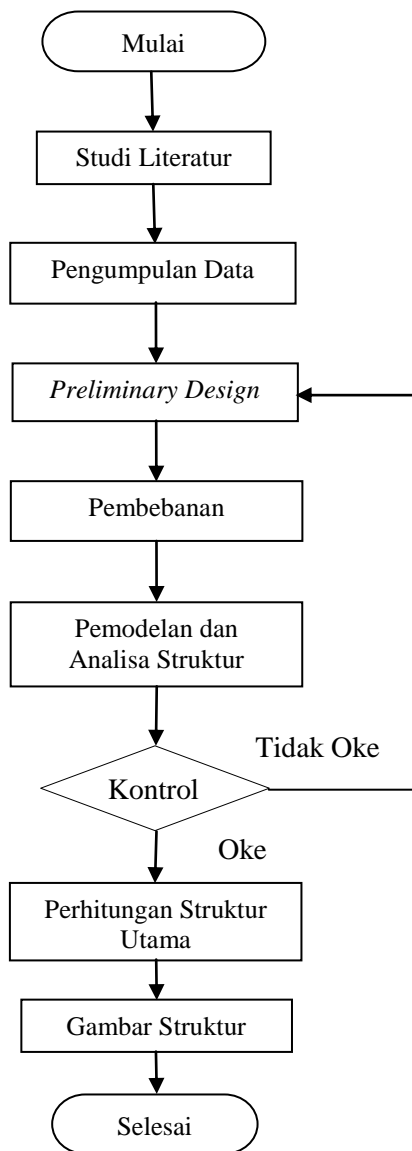 Mulai
Studi Literatur
Pengumpulan Data
Preliminary Design
Pembebanan
Pemodelan dan
Analisa Struktur
Tidak Oke
Kontrol
Oke
Perhitungan Struktur
Utama
Gambar Struktur
Selesai